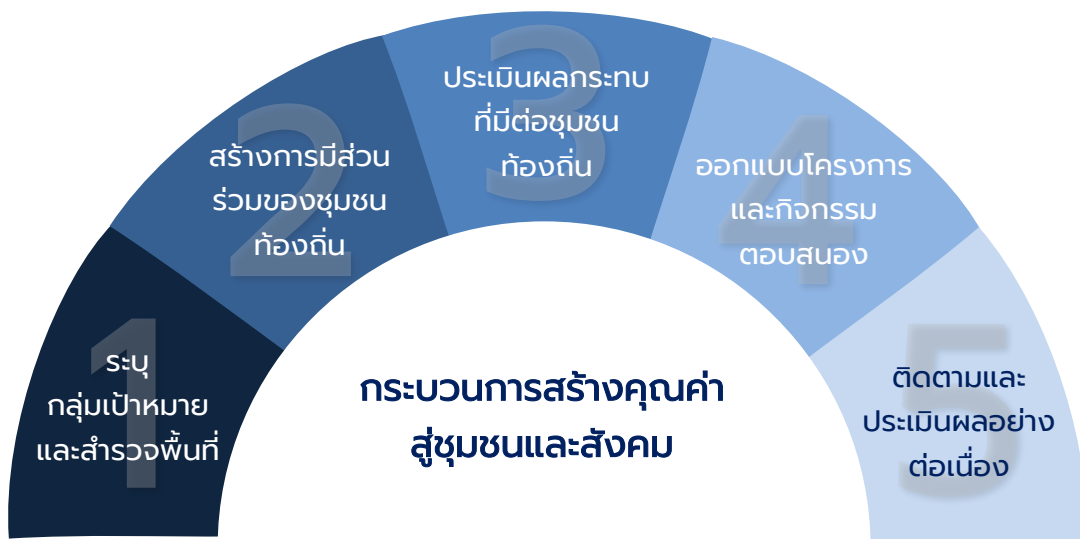 1
ระบุ
กลุ่มเป้าหมาย
และสำรวจพื้นที่
2
สร้างการมีส่วน
ร่วมของชุมชน
ท้องถิ่น
3
ประเมินผลกระทบ
ที่มีต่อชุมชน
ท้องถิ่น
4
ออกแบบโครงการ
และกิจกรรม
ตอบสนอง
5
ติดตามและ
ประเมินผลอย่าง
ต่อเนื่อง
กระบวนการสร้างคุณค่า
สู่ชุมชนและสังคม